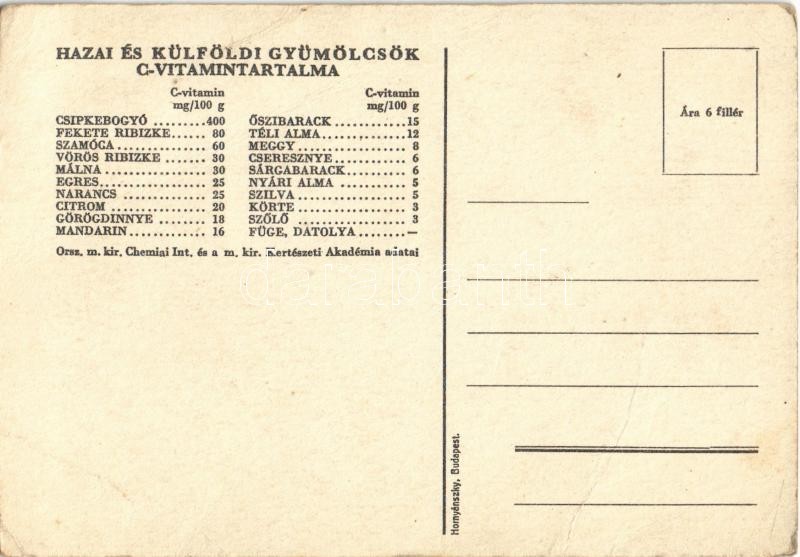 HAZAI ÉS KÜLFÖLDI GYÜMÖLCSÖK
C-VITAMINTARTALMA
C-vitamin
mg/100 g
CSIPKEBOGYÓ .........400
FEKETE RIBIZKE...... 80
SZAMÓCA ............. 60
VÖRÖS RIBIZKE ....... 30
MÁLNA ................ 30
EGRES................. 25
NARANCS ............. 25
CITROM .............. 20
GÖRÖGDINNYE ....... 18
MANDARIN ........... 16
C-vitamin
mg/100 g
ŐSZIBARACK ........... 15
TÉLI ALMA ............. 12
MEGGY ................ 8
CSERESZNYE .......... 6
SÁRGABARACK ........ 6
NYÁRI ALMA .......... 5
SZILVA ................ 5
KÖRTE ................ 3
SZŐLŐ ................ 3
FÜGE, DATOLYA ....... —
Orsz. m. kir. Chemiai Int. és a m. kir. Kertészeti Akadémia adatai
Ára 6 fillér
darabanth
Hornyánszky, Budapest.